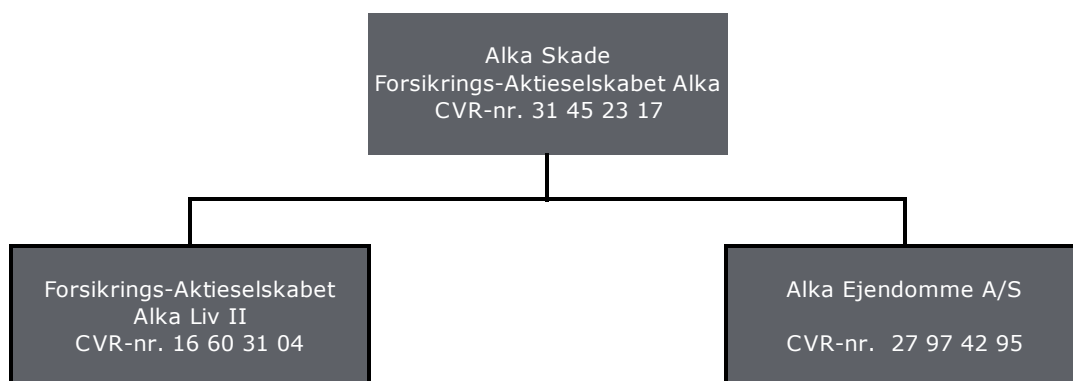 Alka Skade
Forsikrings-Aktieselskabet Alka
CVR-nr. 31 45 23 17
Forsikrings-Aktieselskabet
Alka Liv II
CVR-nr. 16 60 31 04
Alka Ejendomme A/S
CVR-nr. 27 97 42 95